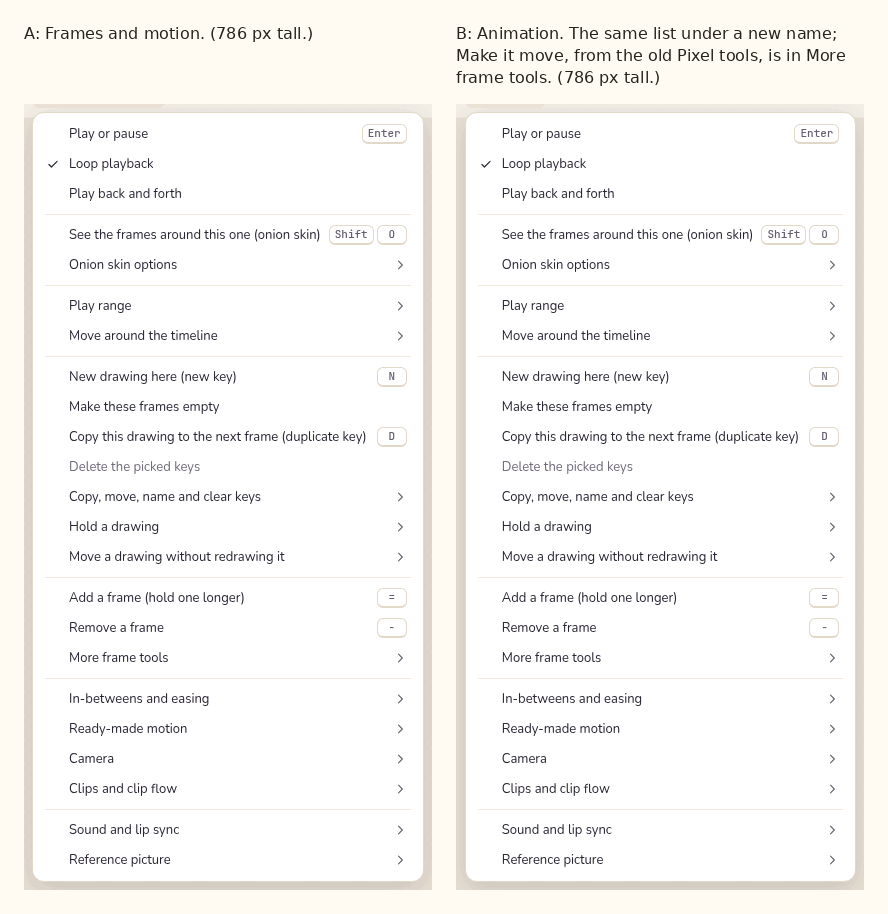 A: Frames and motion. (786 px tall.)
Play or pause Enter
Loop playback
Play back and forth
See the frames around this one (onion skin) Shift O
Onion skin options
Play range
Move around the timeline
New drawing here (new key) N
Make these frames empty
Copy this drawing to the next frame (duplicate key) D
Delete the picked keys
Copy, move, name and clear keys
Hold a drawing
Move a drawing without redrawing it
Add a frame (hold one longer) =
Remove a frame -
More frame tools
In-betweens and easing
Ready-made motion
Camera
Clips and clip flow
Sound and lip sync
Reference picture
B: Animation. The same list under a new name;
Make it move, from the old Pixel tools, is in More
frame tools. (786 px tall.)
Play or pause Enter
Loop playback
Play back and forth
See the frames around this one (onion skin) Shift O
Onion skin options
Play range
Move around the timeline
New drawing here (new key) N
Make these frames empty
Copy this drawing to the next frame (duplicate key) D
Delete the picked keys
Copy, move, name and clear keys
Hold a drawing
Move a drawing without redrawing it
Add a frame (hold one longer) =
Remove a frame -
More frame tools
In-betweens and easing
Ready-made motion
Camera
Clips and clip flow
Sound and lip sync
Reference picture